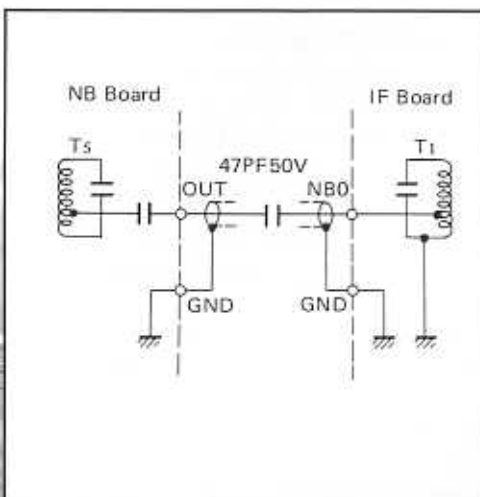 NB Board
IF Board
T5
T1
47PF50V
OUT
NB0
GND
GND